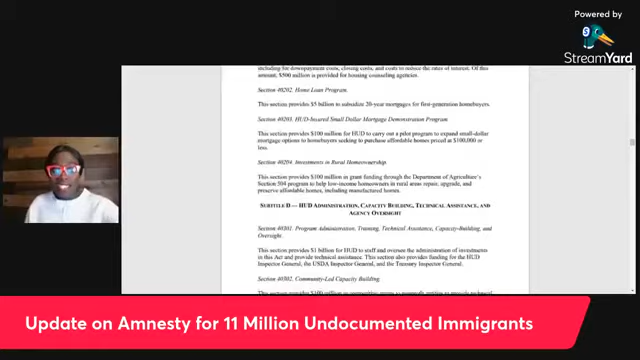 Powered by
StreamYard
including for downpayment costs, closing costs, and costs to reduce the rates of interest. Of this
amount, $500 million is provided for housing counseling agencies.
Section 40202. Home Loan Program.
This section provides $5 billion to subsidize 20-year mortgages for first-generation homebuyers.
Section 40203. HUD-Insured Small Dollar Mortgage Demonstration Program
This section provides $100 million for HUD to carry out a pilot program to expand small-dollar
mortgage options to homebuyers seeking to purchase affordable homes priced at $100,000 or
less.
Section 40204. Investments in Rural Homeownership.
This section provides $100 million in grant funding through the Department of Agriculture's
Section 504 program to help low-income homeowners in rural areas repair, upgrade, and
preserve affordable homes, including manufactured homes.
SUBTITLE D — HUD ADMINISTRATION, CAPACITY BUILDING, TECHNICAL ASSISTANCE, AND
AGENCY OVERSIGHT
Section 40301. Program Administration, Training, Technical Assistance, Capacity-Building, and
Oversight.
This section provides $1 billion for HUD to staff and oversee the administration of investments
in this Act and provide technical assistance. This section also provides funding for the HUD
Inspector General, the USDA Inspector General, and the Treasury Inspector General.
Section 40302. Community-Led Capacity Building.
This section provides $100 million
to provide technical
Update on Amnesty for 11 Million Undocumented Immigrants